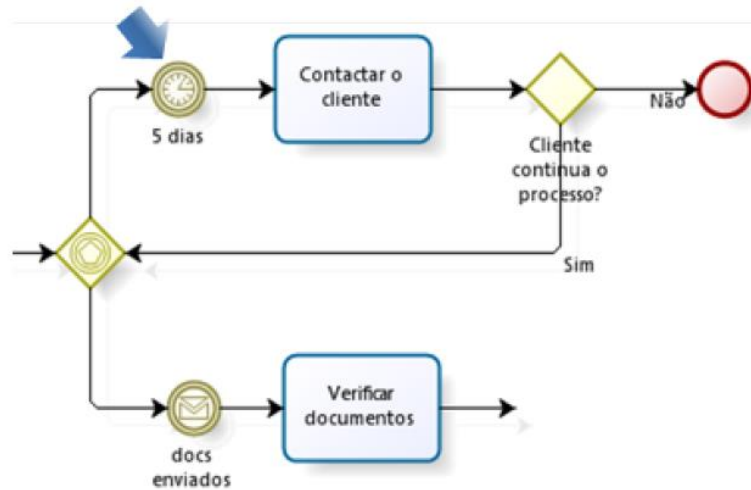 Contactar o
cliente
5 dias
Não
Cliente
continua o
processo?
Sim
Verificar
documentos
docs
enviados